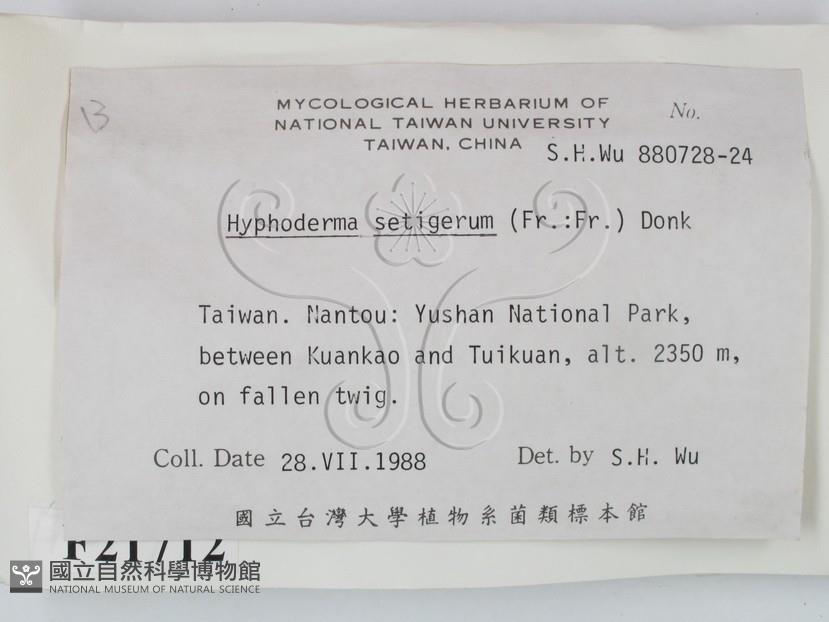 13
MYCOLOGICAL HERBARIUM OF
NATIONAL TAIWAN UNIVERSITY
TAIWAN, CHINA
No.
S.H.Wu 880728-24
Hyphoderma setigerum (Fr.:Fr.) Donk
Taiwan. Nantou: Yushan National Park,
between Kuankao and Tuikuan, alt. 2350 m,
on fallen twig.
Coll. Date 28.VII.1988 Det. by S.H. Wu
國立台灣大學植物系菌類標本館
F21712
國立自然科學博物館
NATIONAL MUSEUM OF NATURAL SCIENCE